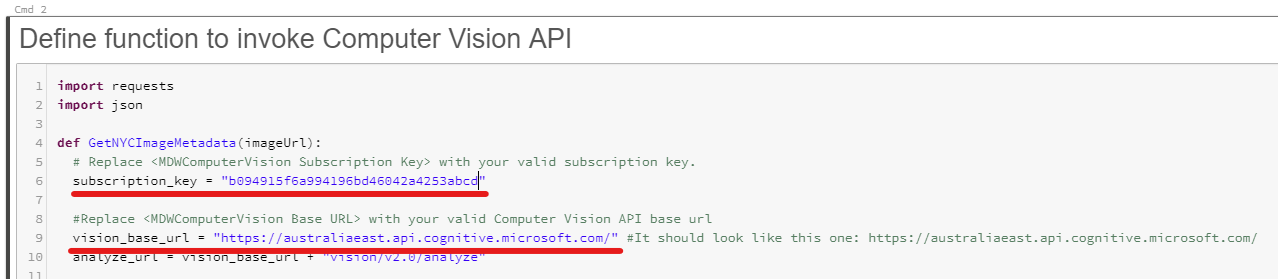 Cmd 2
Define function to invoke Computer Vision API
1 import requests
2 import json
3
4 def GetNYCImageMetadata(imageUrl):
5 # Replace <MDWComputerVision Subscription Key> with your valid subscription key.
6 subscription_key = "b094915f6a994196bd46042a4253abcd"
7
8 #Replace <MDWComputerVision Base URL> with your valid Computer Vision API base url
9 vision_base_url = "https://australiaeast.api.cognitive.microsoft.com/" #It should look like this one: https://australiaeast.api.cognitive.microsoft.com/
10 analyze_url = vision_base_url + "vision/v2.0/analyze"
11